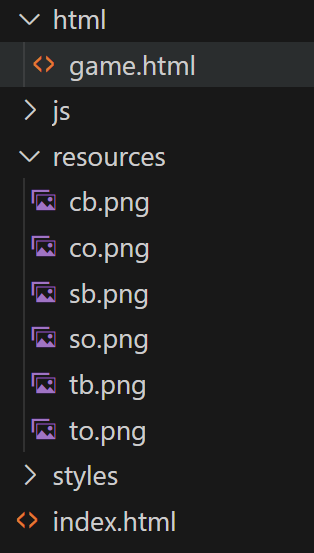 html
game.html
js
resources
cb.png
co.png
sb.png
so.png
tb.png
to.png
styles
index.html